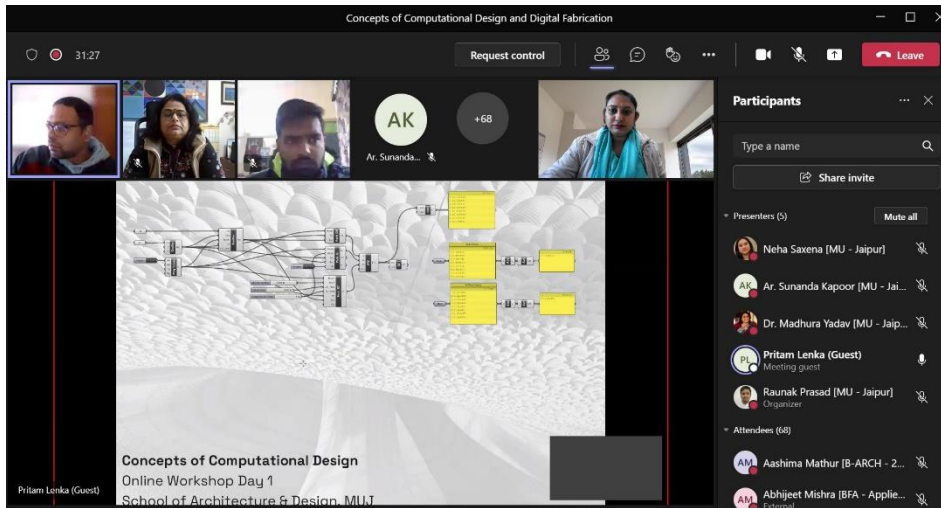 Concepts of Computational Design and Digital Fabrication
31:27
Request control
Leave
AK
Ar. Sunanda...
+68
Participants
Type a name
Share invite
Presenters (5)
Mute all
Neha Saxena [MU - Jaipur]
AK
Ar. Sunanda Kapoor [MU - Jai...
Dr. Madhura Yadav [MU - Jaip...
PL
Pritam Lenka (Guest)
Meeting guest
Raunak Prasad [MU - Jaipur]
Organizer
Attendees (68)
AM
Aashima Mathur [B-ARCH - 2...
AM
Abhijeet Mishra [BFA - Applie...
External
Concepts of Computational Design
Online Workshop Day 1
School of Architecture & Design, MUJ
Pritam Lenka (Guest)